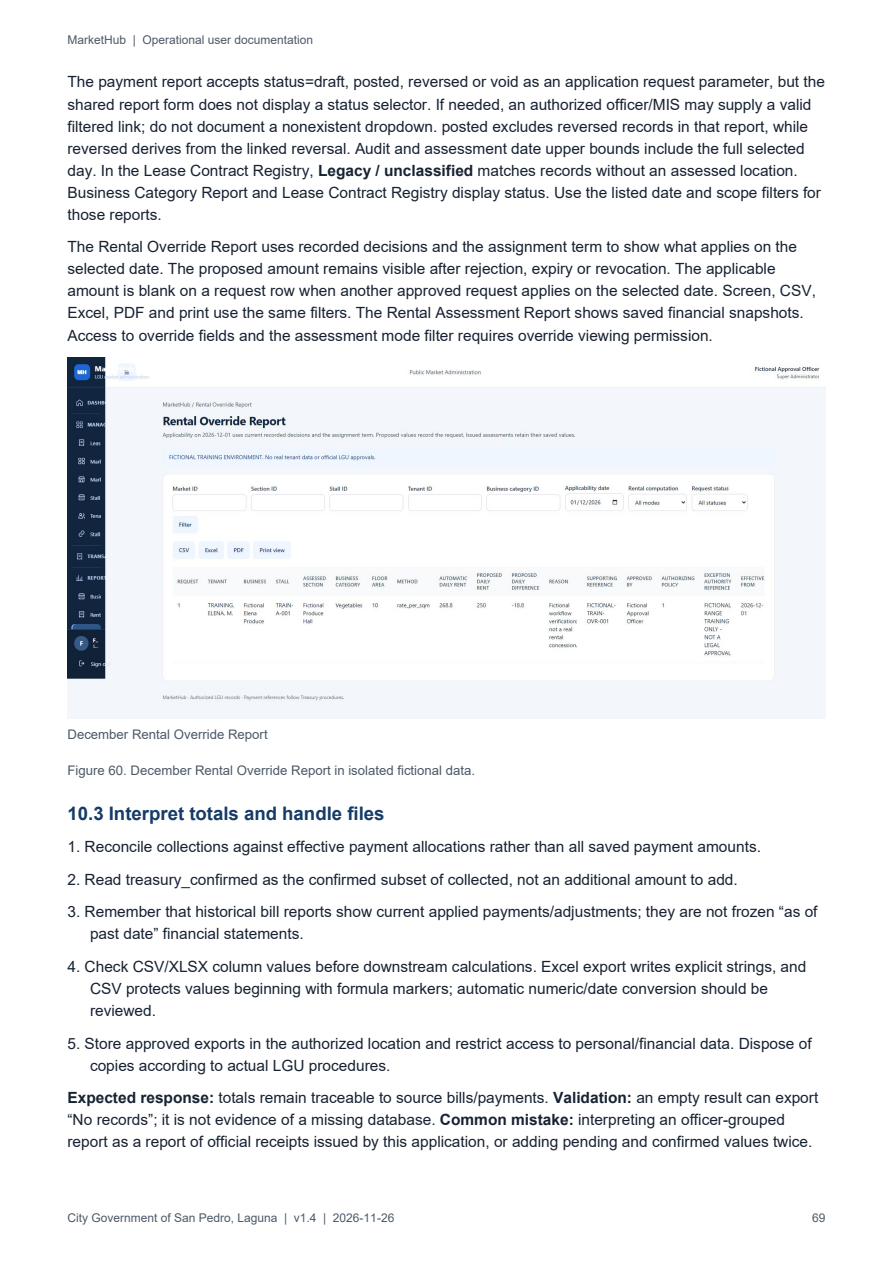 MarketHub | Operational user documentation
The payment report accepts status=draft, posted, reversed or void as an application request parameter, but the
shared report form does not display a status selector. If needed, an authorized officer/MIS may supply a valid
filtered link; do not document a nonexistent dropdown. posted excludes reversed records in that report, while
reversed derives from the linked reversal. Audit and assessment date upper bounds include the full selected
day. In the Lease Contract Registry, Legacy / unclassified matches records without an assessed location.
Business Category Report and Lease Contract Registry display status. Use the listed date and scope filters for
those reports.
The Rental Override Report uses recorded decisions and the assignment term to show what applies on the
selected date. The proposed amount remains visible after rejection, expiry or revocation. The applicable
amount is blank on a request row when another approved request applies on the selected date. Screen, CSV,
Excel, PDF and print use the same filters. The Rental Assessment Report shows saved financial snapshots.
Access to override fields and the assessment mode filter requires override viewing permission.
MH Ma
LGU
Public Market Administration
Fictional Approval Officer
Super Administrator
DASHB
MANAG
Leas
Marl
Marl
Stall
Tena
Stall
TRANS
REPOR
Busi
Rent
F F.
Sign o
MarketHub / Rental Override Report
Rental Override Report
Applicability on 2026-12-01 uses current recorded decisions and the assignment term. Proposed values record the request. Issued assessments retain their saved values.
FICTIONAL TRAINING ENVIRONMENT. No real tenant data or official LGU approvals.
Market ID Section ID Stall ID Tenant ID Business category ID Applicability date Rental computation Request status
01/12/2026 All modes All statuses
Filter
CSV Excel PDF Print view
REQUEST TENANT BUSINESS STALL ASSESSED SECTION BUSINESS CATEGORY FLOOR AREA METHOD AUTOMATIC DAILY RENT PROPOSED DAILY RENT PROPOSED DAILY DIFFERENCE REASON SUPPORTING REFERENCE APPROVED BY AUTHORIZING POLICY EXCEPTION AUTHORITY REFERENCE EFFECTIVE FROM
1 TRAINING, ELENA. M. Fictional Elena Produce TRAIN-A-001 Fictional Produce Hall Vegetables 10 rate_per_sqm 268.8 250 -18.8 Fictional workflow verification; not a real rental concession. FICTIONAL-TRAIN-OVR-001 Fictional Approval Officer 1 FICTIONAL RANGE TRAINING ONLY – NOT A LEGAL APPROVAL 2026-12-01
MarketHub · Authorized LGU records · Payment references follow Treasury procedures.
December Rental Override Report
Figure 60. December Rental Override Report in isolated fictional data.
10.3 Interpret totals and handle files
1. Reconcile collections against effective payment allocations rather than all saved payment amounts.
2. Read treasury_confirmed as the confirmed subset of collected, not an additional amount to add.
3. Remember that historical bill reports show current applied payments/adjustments; they are not frozen “as of
past date” financial statements.
4. Check CSV/XLSX column values before downstream calculations. Excel export writes explicit strings, and
CSV protects values beginning with formula markers; automatic numeric/date conversion should be
reviewed.
5. Store approved exports in the authorized location and restrict access to personal/financial data. Dispose of
copies according to actual LGU procedures.
Expected response: totals remain traceable to source bills/payments. Validation: an empty result can export
“No records”; it is not evidence of a missing database. Common mistake: interpreting an officer-grouped
report as a report of official receipts issued by this application, or adding pending and confirmed values twice.
City Government of San Pedro, Laguna | v1.4 | 2026-11-26
69